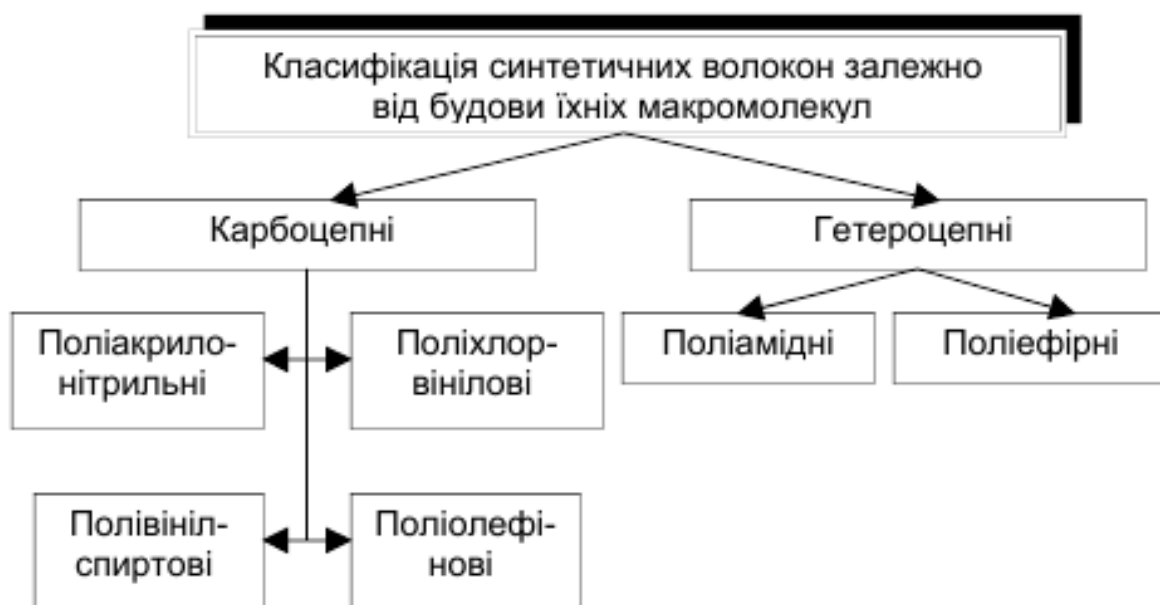 Класифікація синтетичних волокон залежно
від будови їхніх макромолекул
Карбоцепні
Гетероцепні
Поліакрило-
нітрильні
Поліхлор-
вінілові
Поліамідні
Поліефірні
Полівініл-
спиртові
Поліолефі-
нові